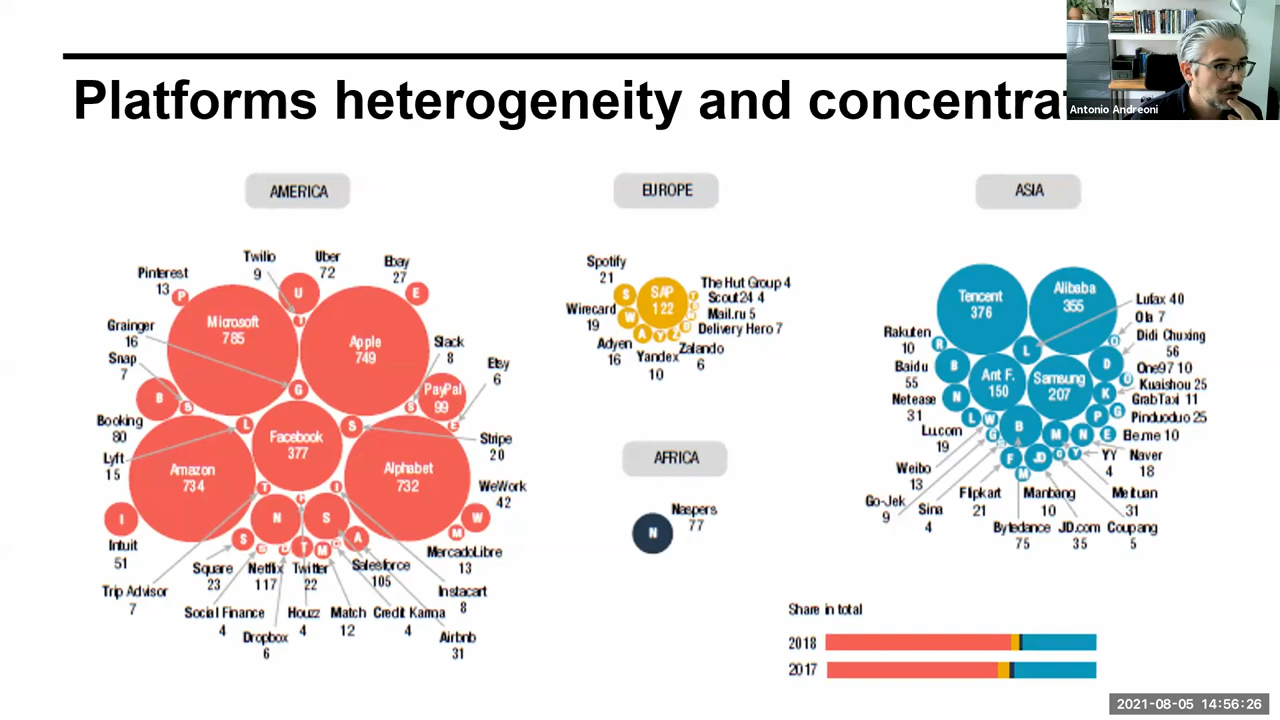 Platforms heterogeneity and concentra
Antonio Andreoni
AMERICA
Twilio
9
Uber
72
Ebay
27
Pinterest
13
P
U
E
T
Microsoft
785
Apple
749
Grainger
16
Slack
8
Snap
7
Etsy
6
G
PayPal
99
B
S
S
E
Booking
80
L
Facebook
377
S
Stripe
20
Lyft
15
Amazon
734
Alphabet
732
WeWork
42
T
I
I
N
S
W
M
Intuit
51
S
T
M
A
MercadoLibre
13
Square
23
Netflix
117
Twitter
22
Salesforce
105
Instacart
8
Trip Advisor
7
Social Finance
4
Houzz
4
Match
12
Credit Karma
4
Dropbox
6
Airbnb
31
EUROPE
Spotify
21
S
SAP
122
The Hut Group 4
Scout24 4
Mail.ru 5
Delivery Hero 7
Wirecard
19
W
A
Y
Z
Adyen
16
Yandex
10
Zalando
6
AFRICA
Naspers
77
N
ASIA
Tencent
376
Alibaba
355
Lufax 40
Ola 7
Didi Chuxing
56
Rakuten
10
R
L
B
D
One97 10
Baidu
55
Ant F.
150
Samsung
207
Kuaishou 25
GrabTaxi 11
Netease
31
N
K
P
G
Pinduoduo 25
L
W
B
M
N
E
Ele.me 10
Lu.com
19
G
F
JD
Y
M
YY
4
Naver
18
Weibo
13
Go-Jek
9
Sina
4
Flipkart
21
Manbang
10
Meituan
31
Bytedance
75
JD.com
35
Coupang
5
Share in total
2018
2017
2021-08-05 14:56:26